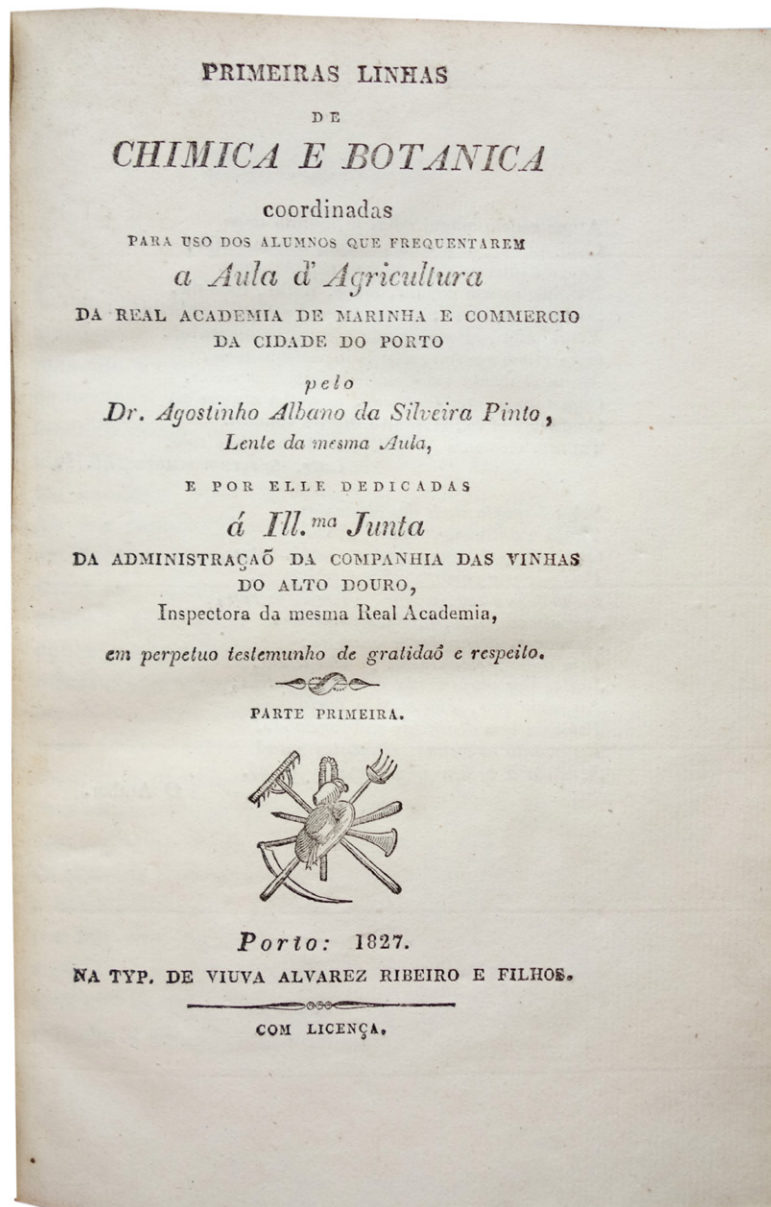 PRIMEIRAS LINHAS
DE
CHIMICA E BOTANICA
coordinadas
PARA USO DOS ALUMNOS QUE FREQUENTAREM
a Aula d' Agricultura
DA REAL ACADEMIA DE MARINHA E COMMERCIO
DA CIDADE DO PORTO
pelo
Dr. Agostinho Albano da Silveira Pinto,
Lente da mesma Aula,
E POR ELLE DEDICADAS
á Ill.ma Junta
DA ADMINISTRAÇAÕ DA COMPANHIA DAS VINHAS
DO ALTO DOURO,
Inspectora da mesma Real Academia,
em perpetuo testemunho de gratidaõ e respeito.
PARTE PRIMEIRA.
Porto: 1827.
NA TYP. DE VIUVA ALVAREZ RIBEIRO E FILHOS.
COM LICENÇA.